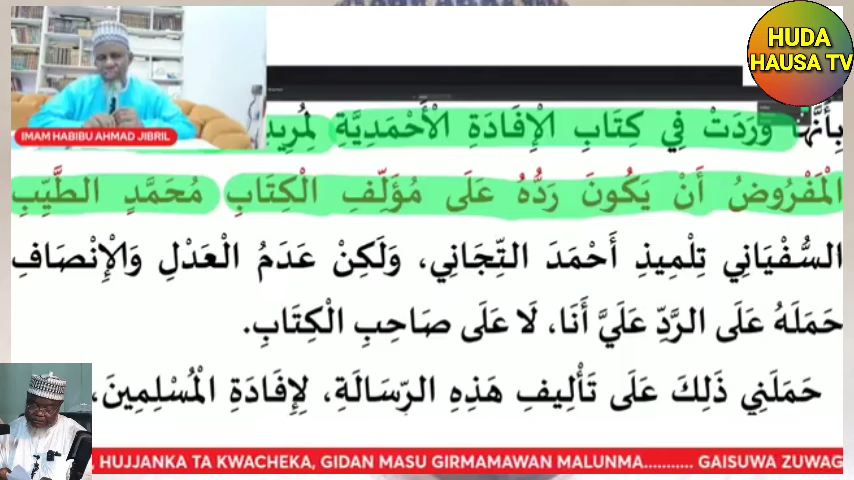 HUDA
HAUSA TV
IMAM HABIBU AHMAD JIBRIL
بِأَنَّهَا وَرَدَتْ فِي كِتَابِ الْإِفَادَةِ الْأَحْمَدِيَّةِ لِمُرِيدِ
الْمَفْرُوضُ أَنْ يَكُونَ رَدُّهُ عَلَى مُؤَلِّفِ الْكِتَابِ مُحَمَّدٍ الطَّيِّبِ
السُّفْيَانِي تِلْمِيذِ أَحْمَدَ التِّجَانِي، وَلَكِنْ عَدَمُ الْعَدْلِ وَالْإِنْصَافِ
حَمَلَهُ عَلَى الرَّدِّ عَلَيَّ أَنَا، لَا عَلَى صَاحِبِ الْكِتَابِ.
حَمَلَنِي ذَلِكَ عَلَى تَأْلِيفِ هَذِهِ الرِّسَالَةِ، لِإِفَادَةِ الْمُسْلِمِينَ،
, HUJJANKA TA KWACHEKA, GIDAN MASU GIRMAMAWAN MALUNMA........... GAISUWA ZUWAG